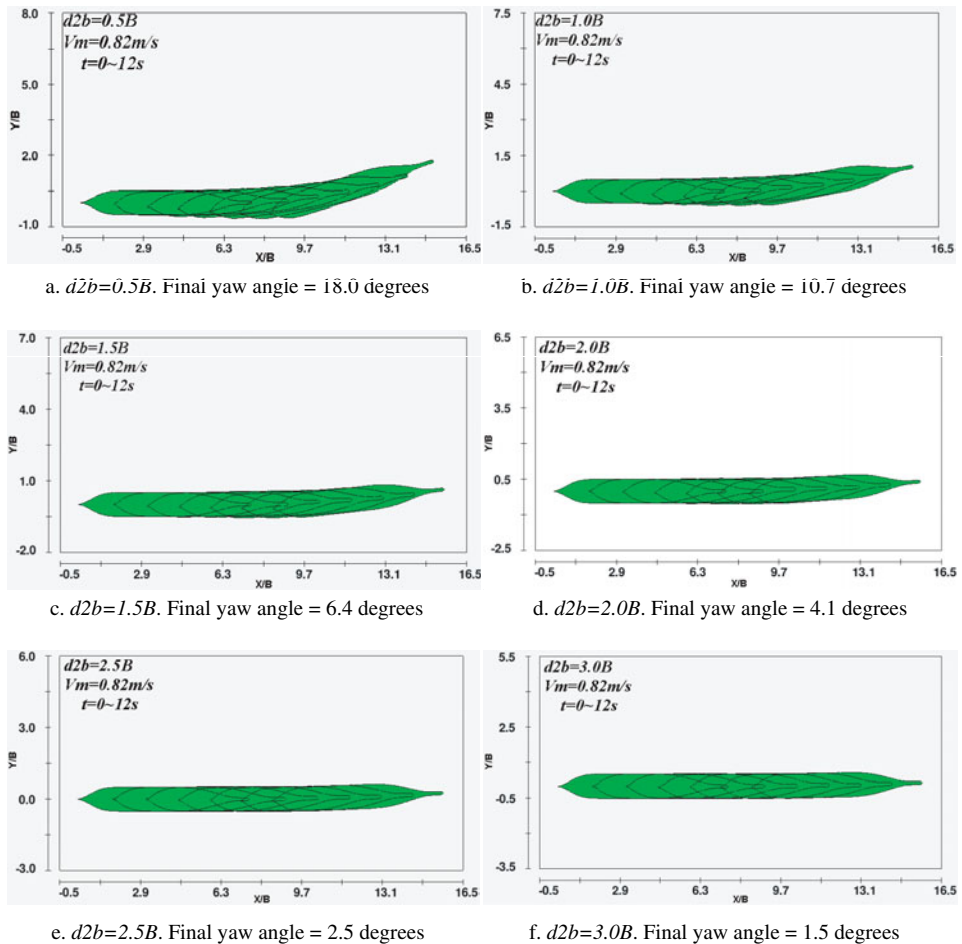 d2b=0.5B
Vm=0.82m/s
t=0~12s
8.0
5.0
2.0
-1.0
Y/B
-0.5 2.9 6.3 9.7 13.1 16.5
X/B
a. d2b=0.5B. Final yaw angle = 18.0 degrees
d2b=1.0B
Vm=0.82m/s
t=0~12s
7.5
4.5
1.5
-1.5
Y/B
-0.5 2.9 6.3 9.7 13.1 16.5
X/B
b. d2b=1.0B. Final yaw angle = 10.7 degrees
d2b=1.5B
Vm=0.82m/s
t=0~12s
7.0
4.0
1.0
-2.0
Y/B
-0.5 2.9 6.3 9.7 13.1 16.5
X/B
c. d2b=1.5B. Final yaw angle = 6.4 degrees
d2b=2.0B
Vm=0.82m/s
t=0~12s
6.5
3.5
0.5
-2.5
Y/B
-0.5 2.9 6.3 9.7 13.1 16.5
X/B
d. d2b=2.0B. Final yaw angle = 4.1 degrees
d2b=2.5B
Vm=0.82m/s
t=0~12s
6.0
3.0
0.0
-3.0
Y/B
-0.5 2.9 6.3 9.7 13.1 16.5
X/B
e. d2b=2.5B. Final yaw angle = 2.5 degrees
d2b=3.0B
Vm=0.82m/s
t=0~12s
5.5
2.5
-0.5
-3.5
Y/B
-0.5 2.9 6.3 9.7 13.1 16.5
X/B
f. d2b=3.0B. Final yaw angle = 1.5 degrees